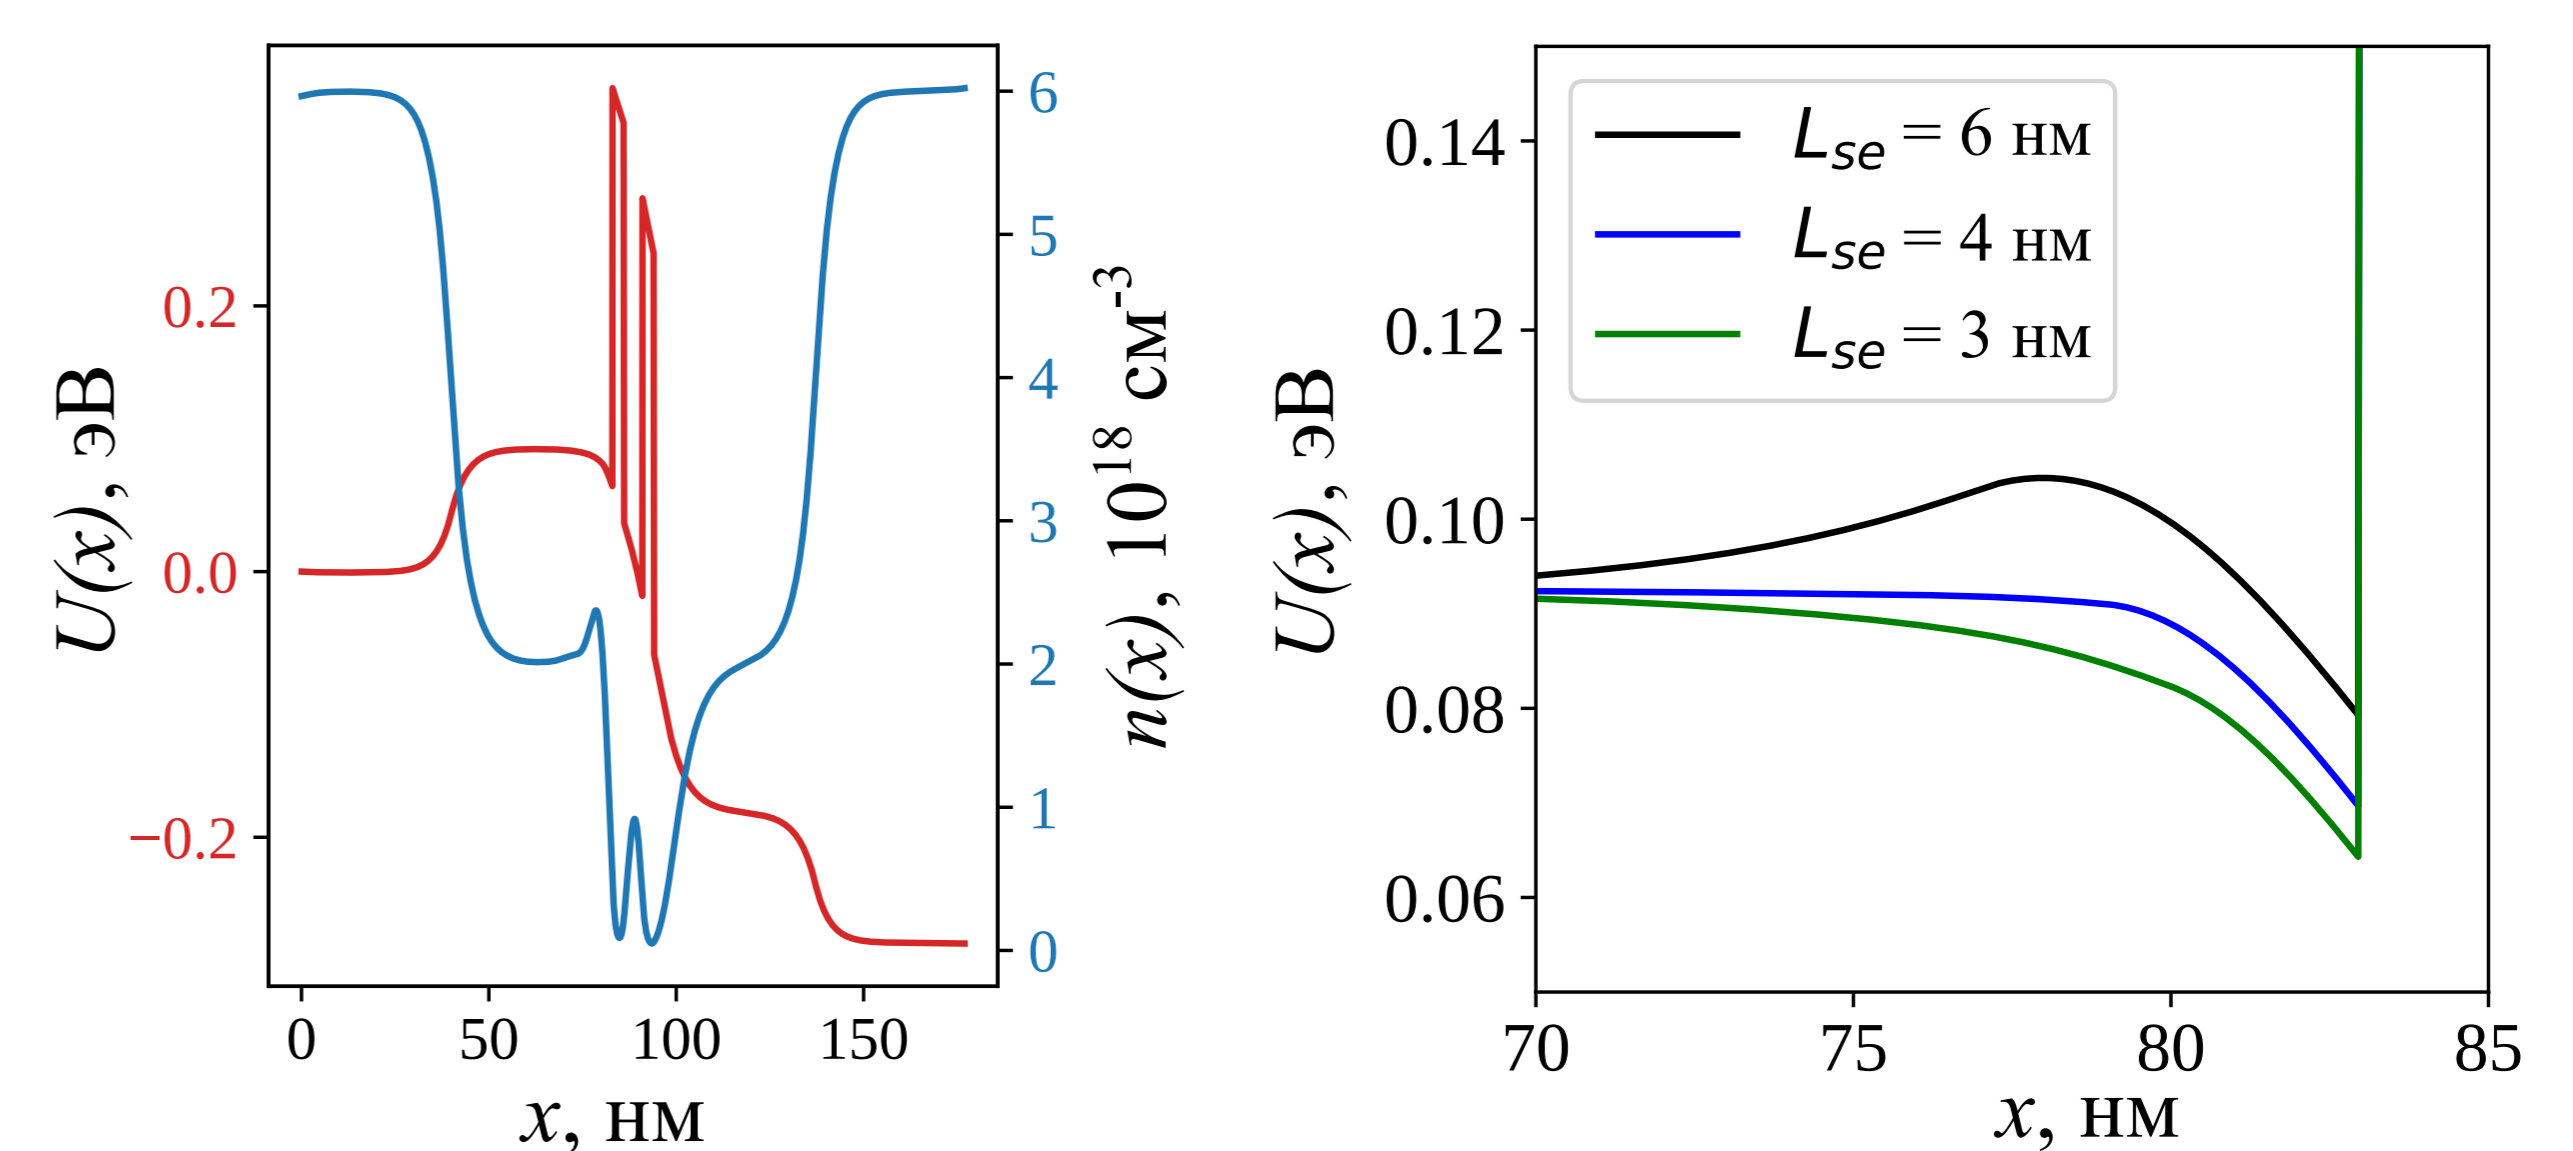 U(x), эВ
0.2
0.0
−0.2
0
50
100
150
x, нм
6
5
4
3
2
1
0
n(x), 10^18 см^-3
U(x), эВ
0.14
0.12
0.10
0.08
0.06
L_se = 6 нм
L_se = 4 нм
L_se = 3 нм
70
75
80
85
x, нм